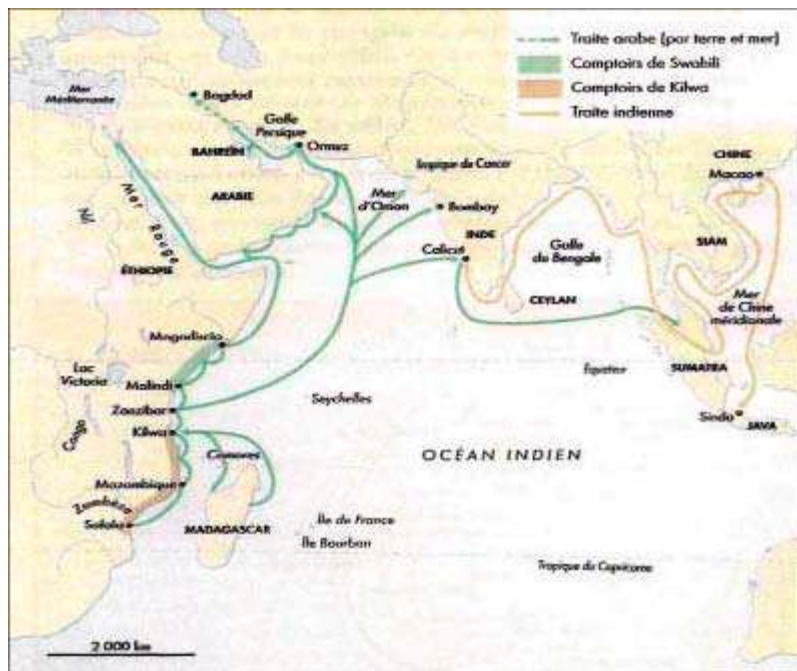 Traite arabe (par terre et mer)
Comptoirs de Swahili
Comptoirs de Kilwa
Traite indienne
Mer
Méditerranée
Bagdad
Golfe
Persique
Ormuz
BAHREÏN
ARABIE
Mer Rouge
Nil
ÉTHIOPIE
Tropique du Cancer
Mer
d'Oman
Bombay
INDE
Calicut
Golfe
du Bengale
CEYLAN
CHINE
Macao
SIAM
Mer
de Chine
méridionale
Mogadiscio
Lac
Victoria
Malindi
Zanzibar
Kilwa
Congo
Seychelles
Équateur
SUMATRA
Sinda
JAVA
Comores
OCÉAN INDIEN
Mozambique
Zambèze
Sofala
MADAGASCAR
Île de France
Île Bourbon
Tropique du Capricorne
2 000 km